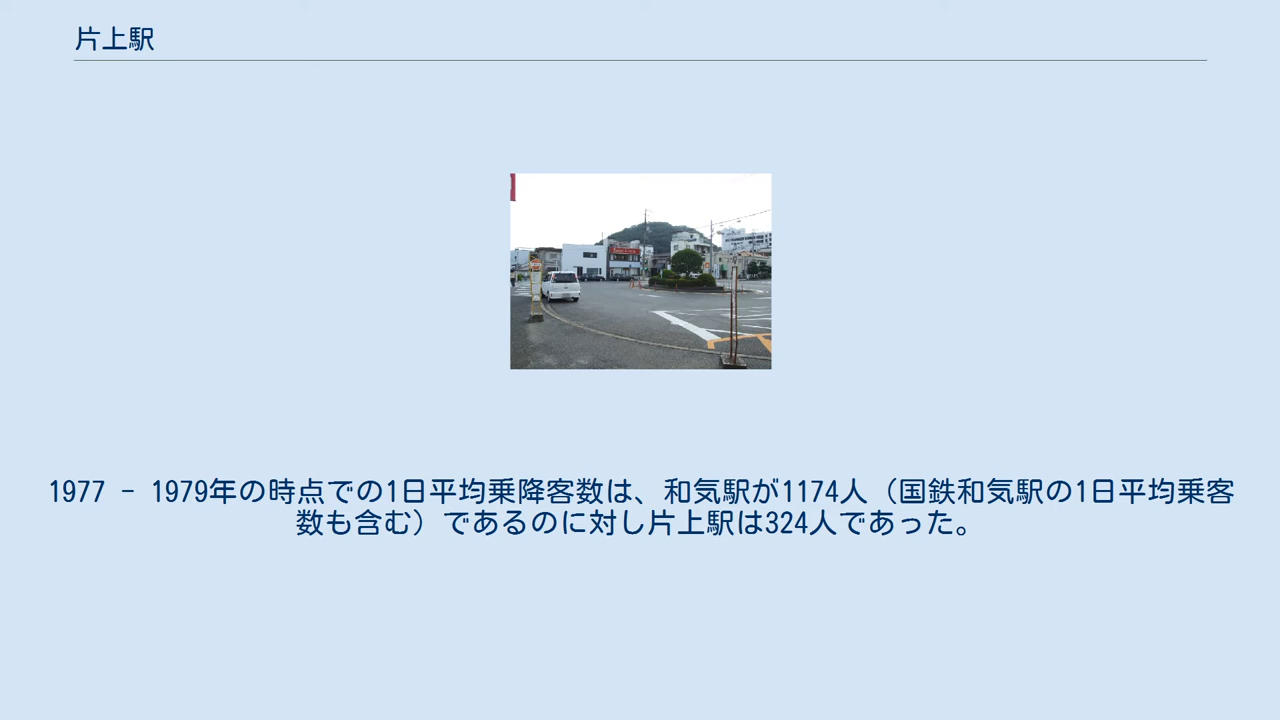 片上駅
1977 - 1979年の時点での1日平均乗降客数は、和気駅が1174人（国鉄和気駅の1日平均乗客
数も含む）であるのに対し片上駅は324人であった。